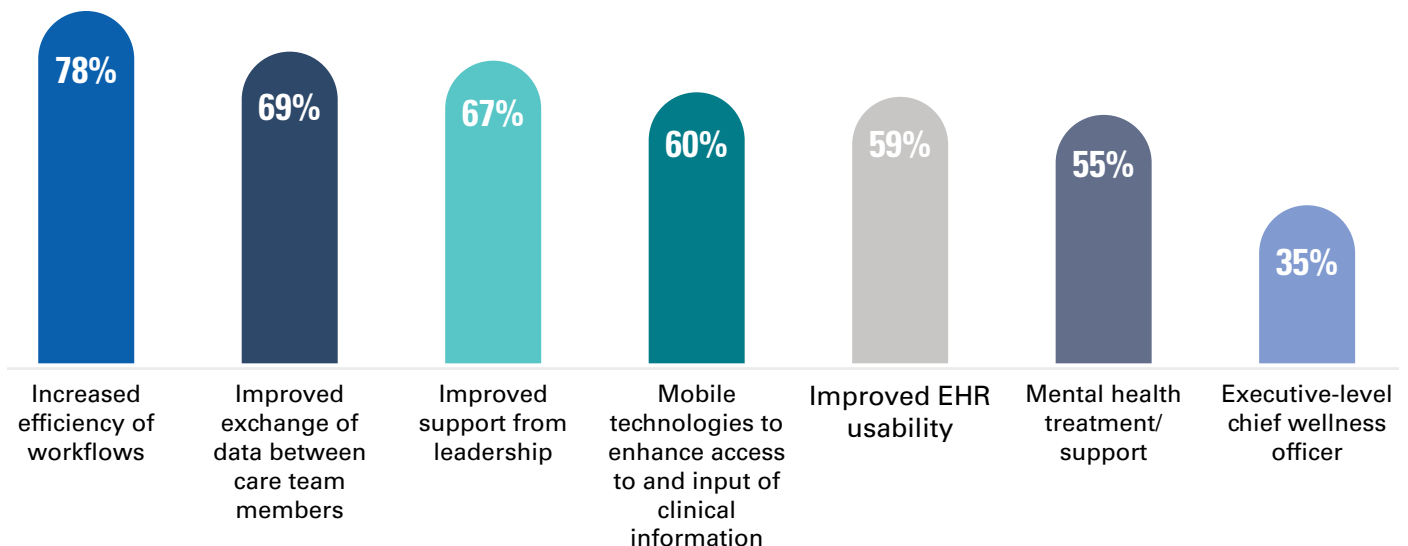 78%
69%
67%
60%
59%
55%
35%
Increased
efficiency of
workflows
Improved
exchange of
data between
care team
members
Improved
support from
leadership
Mobile
technologies to
enhance access
to and input of
clinical
information
Improved EHR
usability
Mental health
treatment/
support
Executive-level
chief wellness
officer